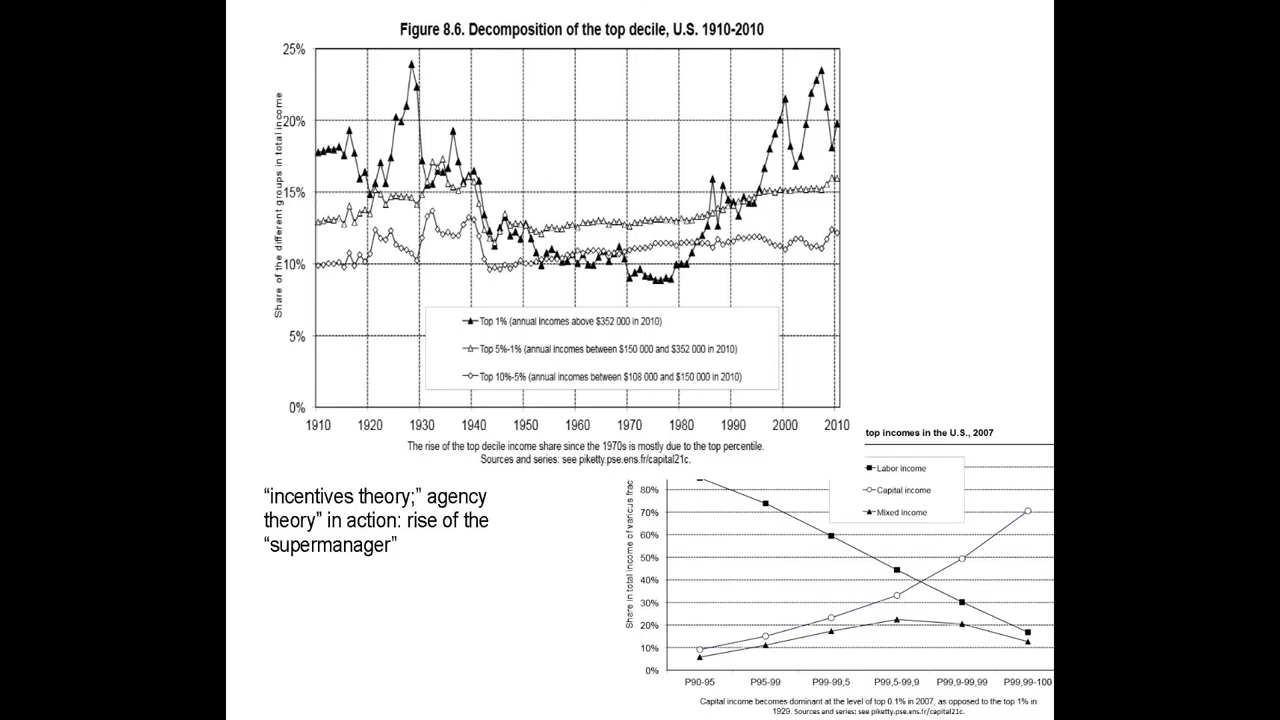 Figure 8.6. Decomposition of the top decile, U.S. 1910-2010
Share of the different groups in total income
25%
20%
15%
10%
5%
0%
Top 1% (annual incomes above $352 000 in 2010)
Top 5%-1% (annual incomes between $150 000 and $352 000 in 2010)
Top 10%-5% (annual incomes between $108 000 and $150 000 in 2010)
1910 1920 1930 1940 1950 1960 1970 1980 1990 2000 2010
The rise of the top decile income share since the 1970s is mostly due to the top percentile.
Sources and series: see piketty.pse.ens.fr/capital21c.
“incentives theory;” agency
theory” in action: rise of the
“supermanager”
top incomes in the U.S., 2007
Labor income
Capital income
Mixed income
Share in total income of various frac
80%
70%
60%
50%
40%
30%
20%
10%
0%
P90-95 P95-99 P99-99,5 P99,5-99,9 P99,9-99,99 P99,99-100
Capital income becomes dominant at the level of top 0.1% in 2007, as opposed to the top 1% in
1929. Sources and series: see piketty.pse.ens.fr/capital21c.